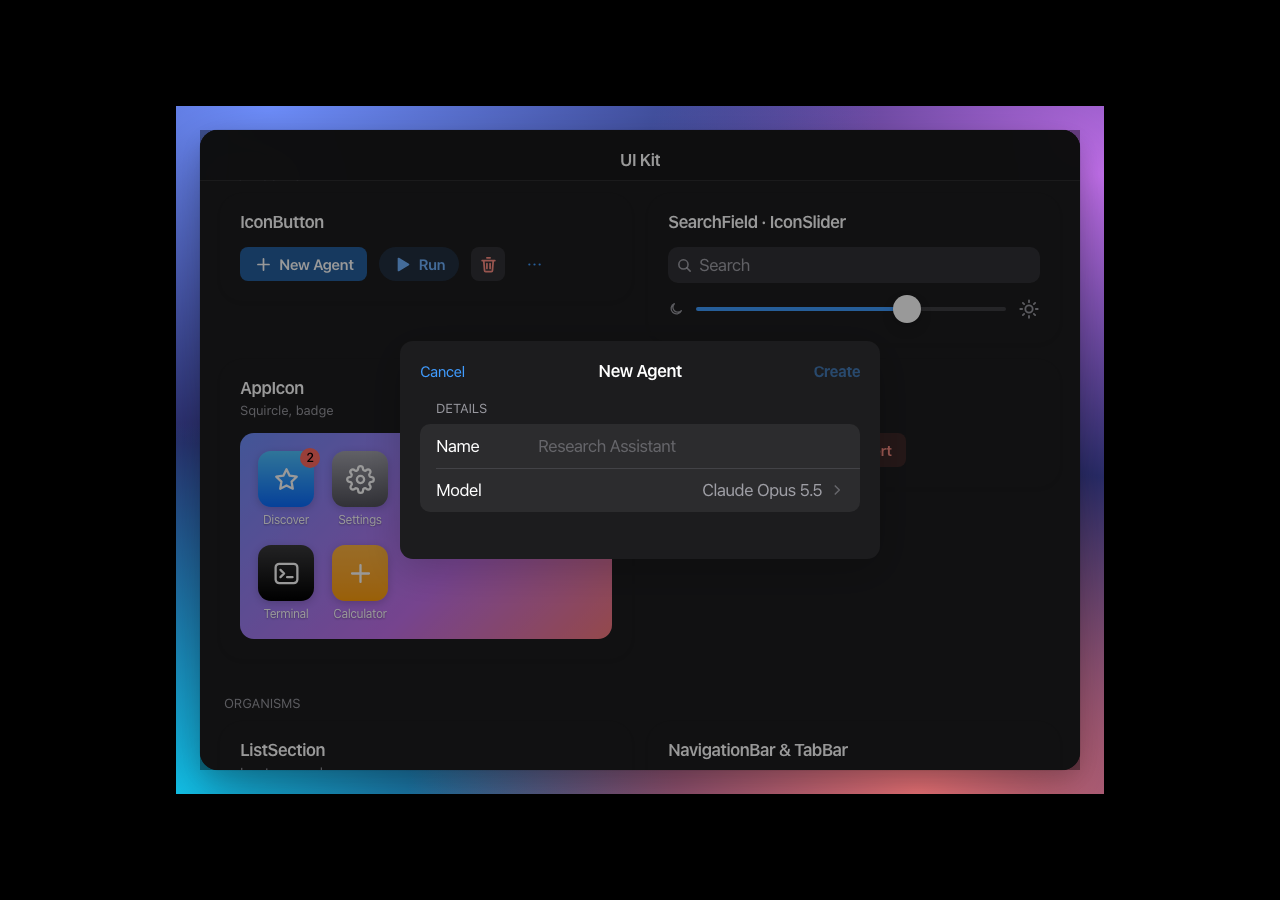 UI Kit
IconButton
New Agent
Run
SearchField · IconSlider
Search
AppIcon
Squircle, badge
2
Discover
Settings
Terminal
Calculator
Cancel
New Agent
Create
DETAILS
Name
Research Assistant
Model
Claude Opus 5.5
ORGANISMS
ListSection
NavigationBar & TabBar